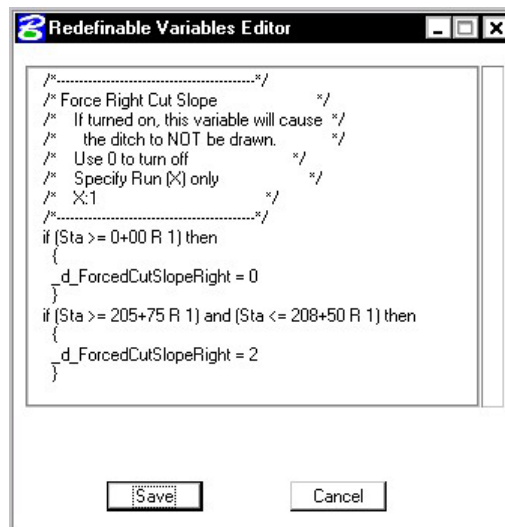 Redefinable Variables Editor
/*--------------------------------------------*/
/* Force Right Cut Slope */
/* If turned on, this variable will cause */
/* the ditch to NOT be drawn. */
/* Use 0 to turn off */
/* Specify Run (X) only */
/* X:1 */
/*--------------------------------------------*/
if (Sta >= 0+00 R 1) then
{
_d_ForcedCutSlopeRight = 0
}
if (Sta >= 205+75 R 1) and (Sta <= 208+50 R 1) then
{
_d_ForcedCutSlopeRight = 2
}
Save Cancel